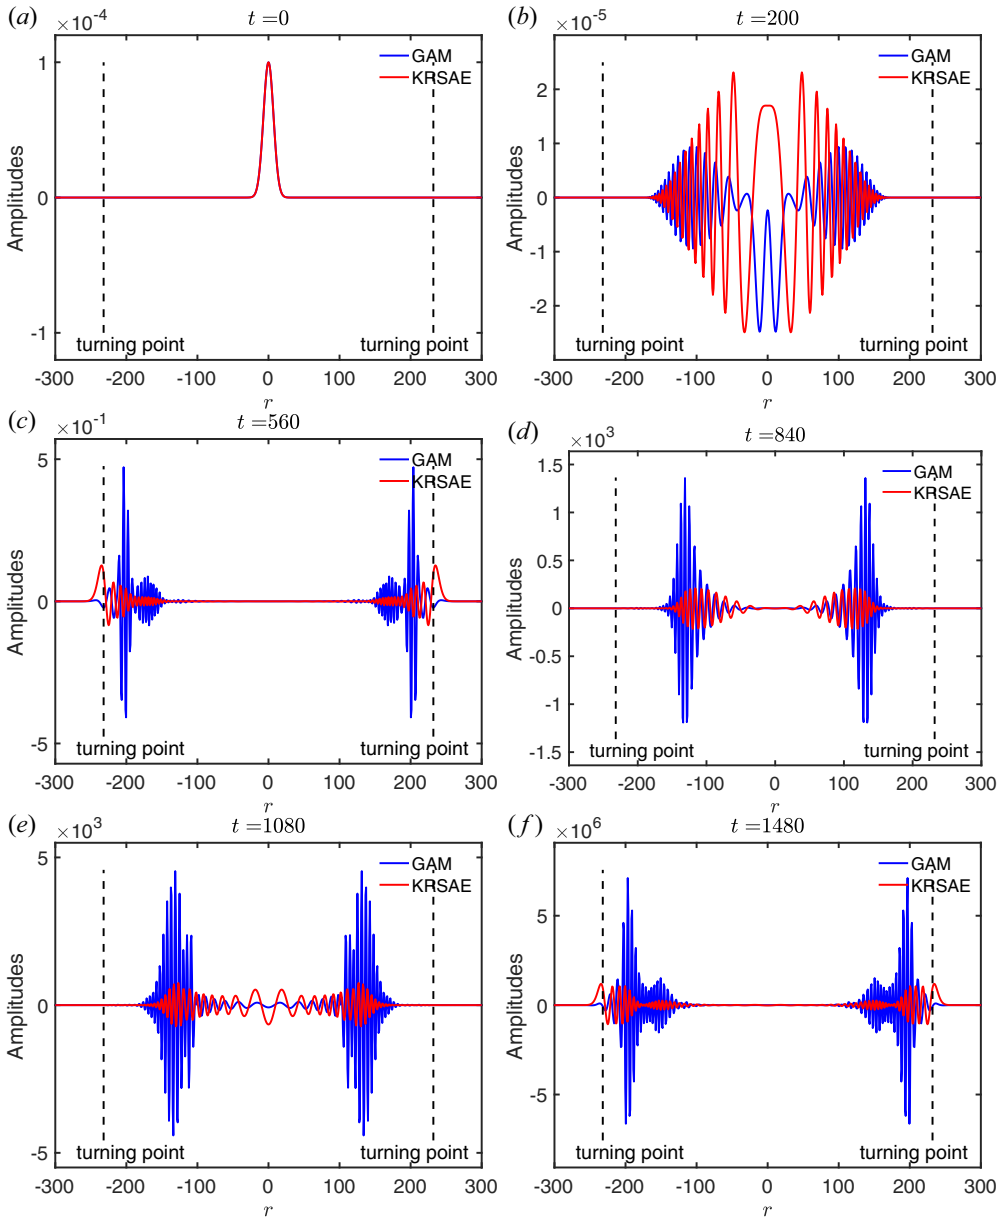 (a) ×10⁻⁴ t = 0
GAM
KRSAE
1
0
-1
Amplitudes
turning point turning point
-300 -200 -100 0 100 200 300
r
(b) ×10⁻⁵ t = 200
GAM
KRSAE
2
1
0
-1
-2
Amplitudes
turning point turning point
-300 -200 -100 0 100 200 300
r
(c) ×10⁻¹ t = 560
GAM
KRSAE
5
0
-5
Amplitudes
turning point turning point
-300 -200 -100 0 100 200 300
r
(d) ×10³ t = 840
GAM
KRSAE
1.5
1
0.5
0
-0.5
-1
-1.5
Amplitudes
turning point turning point
-300 -200 -100 0 100 200 300
r
(e) ×10³ t = 1080
GAM
KRSAE
5
0
-5
Amplitudes
turning point turning point
-300 -200 -100 0 100 200 300
r
(f) ×10⁶ t = 1480
GAM
KRSAE
5
0
-5
Amplitudes
turning point turning point
-300 -200 -100 0 100 200 300
r